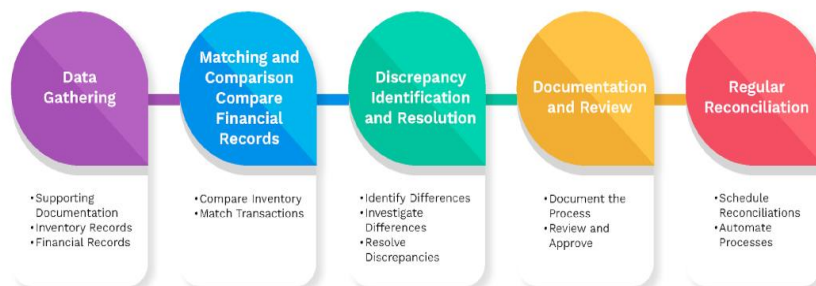 Data
Gathering
• Supporting
Documentation
• Inventory Records
• Financial Records
Matching and
Comparison
Compare
Financial
Records
• Compare Inventory
• Match Transactions
Discrepancy
Identification
and Resolution
• Identify Differences
• Investigate
Differences
• Resolve
Discrepancies
Documentation
and Review
• Document the
Process
• Review and
Approve
Regular
Reconciliation
• Schedule
Reconciliations
• Automate
Processes